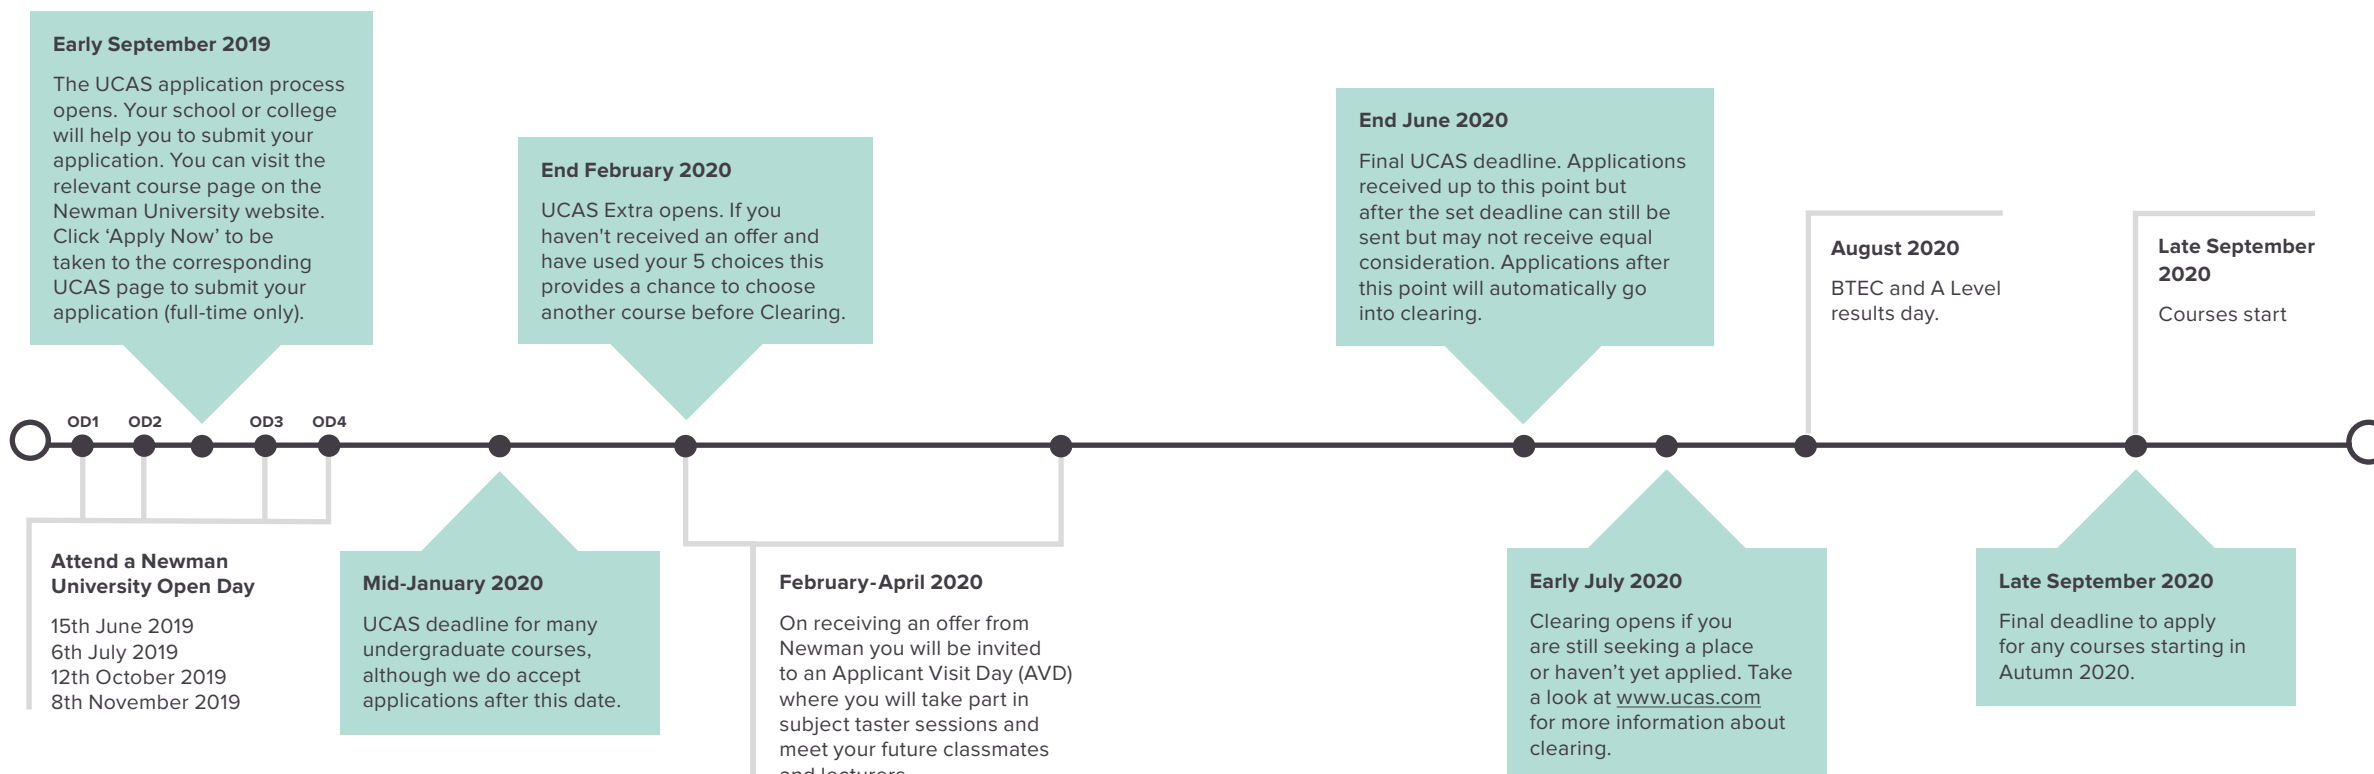 Early September 2019
The UCAS application process
opens. Your school or college
will help you to submit your
application. You can visit the
relevant course page on the
Newman University website.
Click ‘Apply Now’ to be
taken to the corresponding
UCAS page to submit your
application (full-time only).
End February 2020
UCAS Extra opens. If you
haven't received an offer and
have used your 5 choices this
provides a chance to choose
another course before Clearing.
End June 2020
Final UCAS deadline. Applications
received up to this point but
after the set deadline can still be
sent but may not receive equal
consideration. Applications after
this point will automatically go
into clearing.
August 2020
BTEC and A Level
results day.
Late September
2020
Courses start
OD1 OD2 OD3 OD4
Attend a Newman
University Open Day
15th June 2019
6th July 2019
12th October 2019
8th November 2019
Mid-January 2020
UCAS deadline for many
undergraduate courses,
although we do accept
applications after this date.
February-April 2020
On receiving an offer from
Newman you will be invited
to an Applicant Visit Day (AVD)
where you will take part in
subject taster sessions and
meet your future classmates
and lecturers
Early July 2020
Clearing opens if you
are still seeking a place
or haven’t yet applied. Take
a look at www.ucas.com
for more information about
clearing.
Late September 2020
Final deadline to apply
for any courses starting in
Autumn 2020.